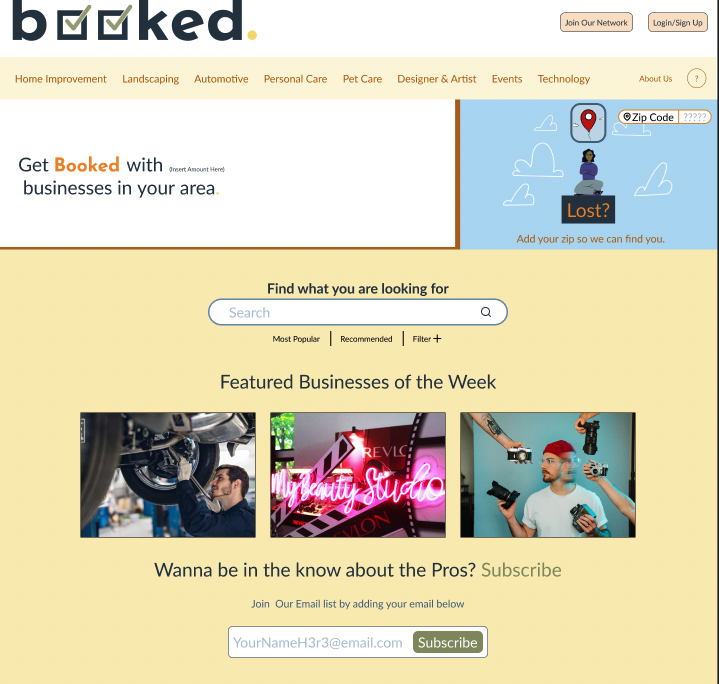 booked.
Join Our Network
Login/Sign Up
Home Improvement
Landscaping
Automotive
Personal Care
Pet Care
Designer & Artist
Events
Technology
About Us
?
Get Booked with (Insert Amount Here)
businesses in your area.
Zip Code ?????
Lost?
Add your zip so we can find you.
Find what you are looking for
Search
Most Popular
Recommended
Filter +
Featured Businesses of the Week
REVLO
My Beauty Studio
REVLON
Wanna be in the know about the Pros? Subscribe
Join Our Email list by adding your email below
YourNameH3r3@email.com
Subscribe